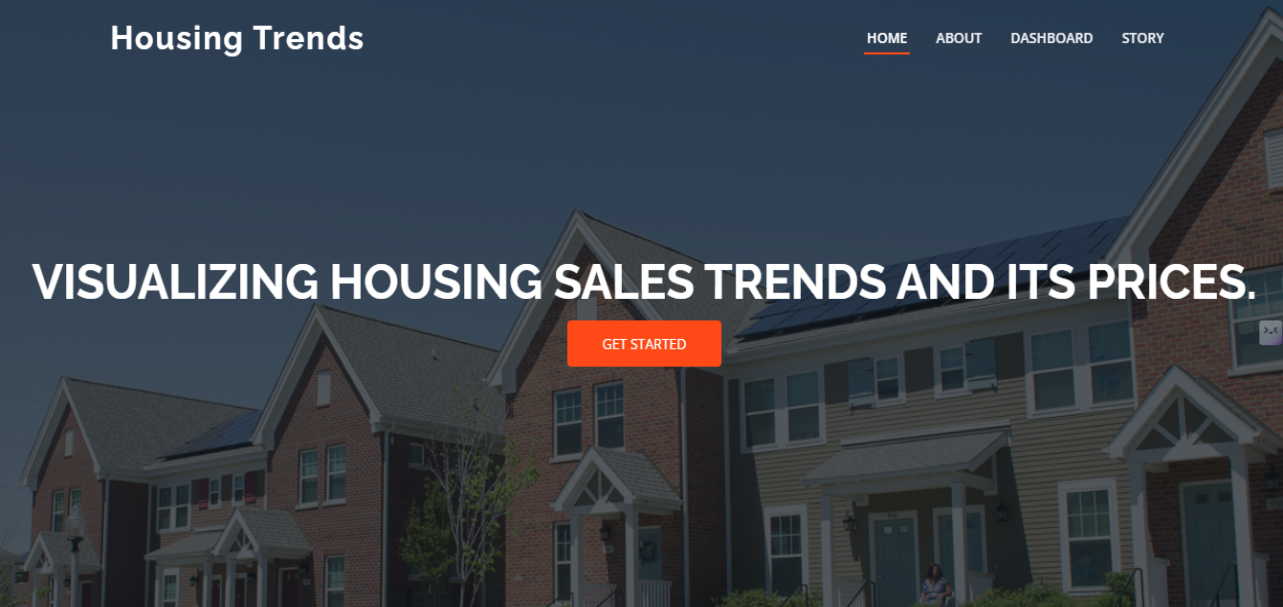 Housing Trends
HOME ABOUT DASHBOARD STORY
VISUALIZING HOUSING SALES TRENDS AND ITS PRICES.
GET STARTED